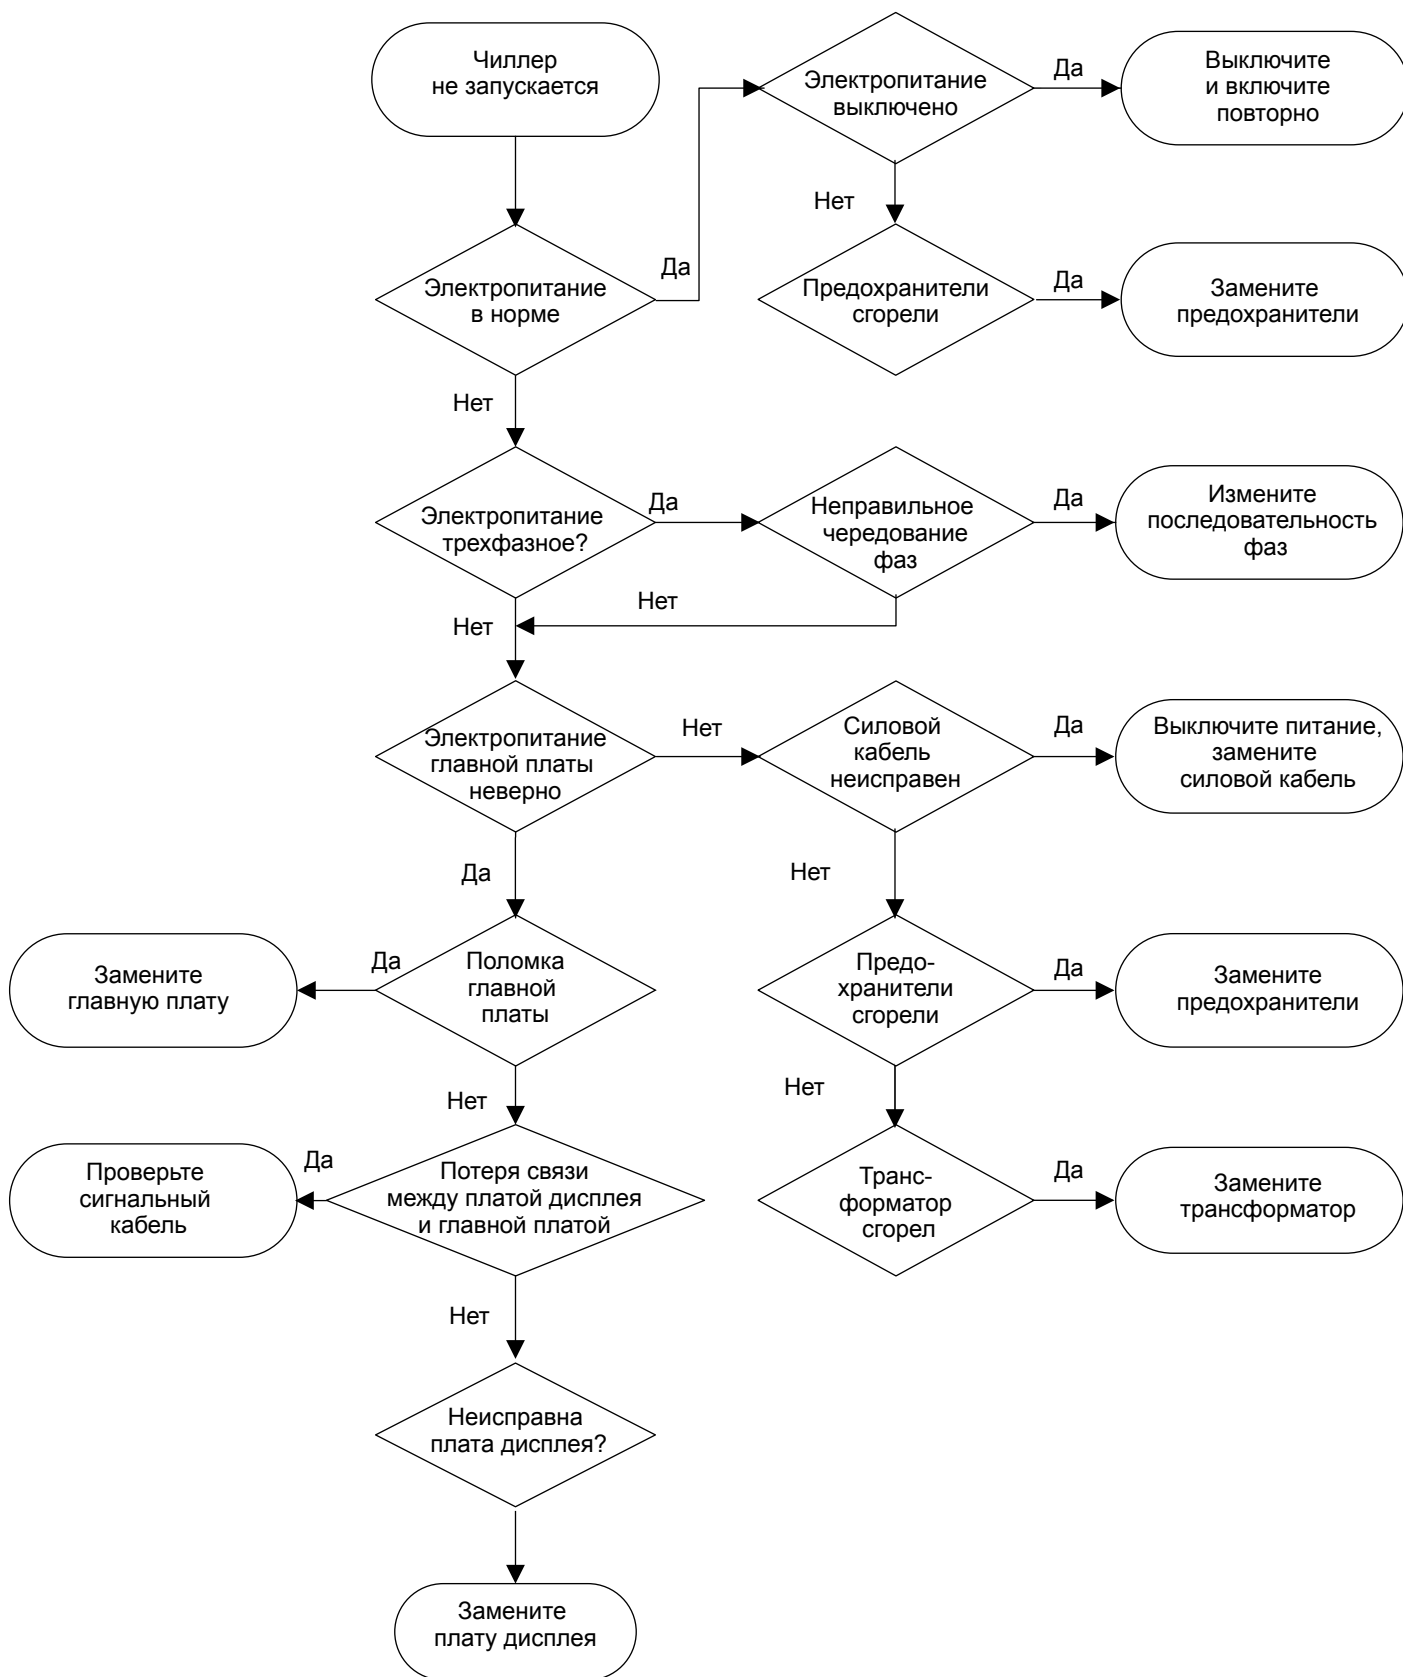 Чиллер
не запускается
Электропитание
выключено
Да
Выключите
и включите
повторно
Нет
Электропитание
в норме
Да
Предохранители
сгорели
Да
Замените
предохранители
Нет
Электропитание
трехфазное?
Да
Неправильное
чередование
фаз
Да
Измените
последовательность
фаз
Нет
Нет
Электропитание
главной платы
неверно
Нет
Силовой
кабель
неисправен
Да
Выключите питание,
замените
силовой кабель
Да
Нет
Замените
главную плату
Да
Поломка
главной
платы
Предо-
хранители
сгорели
Да
Замените
предохранители
Нет
Нет
Проверьте
сигнальный
кабель
Да
Потеря связи
между платой дисплея
и главной платой
Транс-
форматор
сгорел
Да
Замените
трансформатор
Нет
Неисправна
плата дисплея?
Замените
плату дисплея